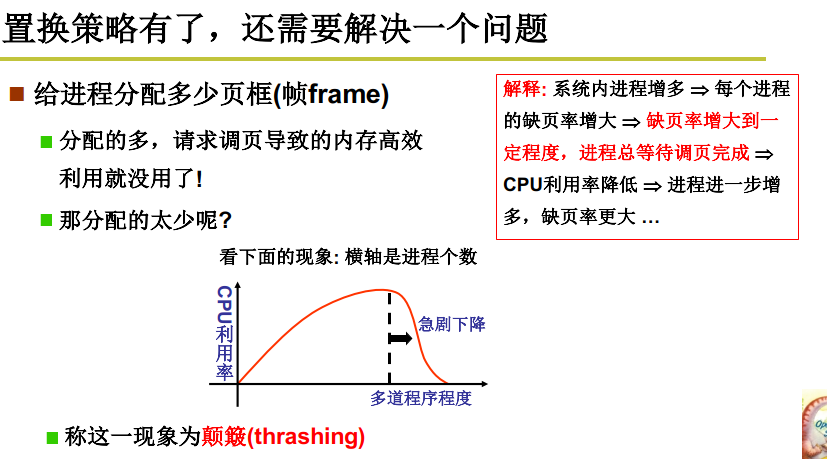 置换策略有了，还需要解决一个问题
给进程分配多少页框(帧frame)
分配的多，请求调页导致的内存高效
利用就没用了!
那分配的太少呢?
解释: 系统内进程增多 ⇒ 每个进程
的缺页率增大 ⇒ 缺页率增大到一
定程度，进程总等待调页完成 ⇒
CPU利用率降低 ⇒ 进程进一步增
多，缺页率更大 …
看下面的现象: 横轴是进程个数
CPU利用率
急剧下降
多道程序程度
称这一现象为颠簸(thrashing)